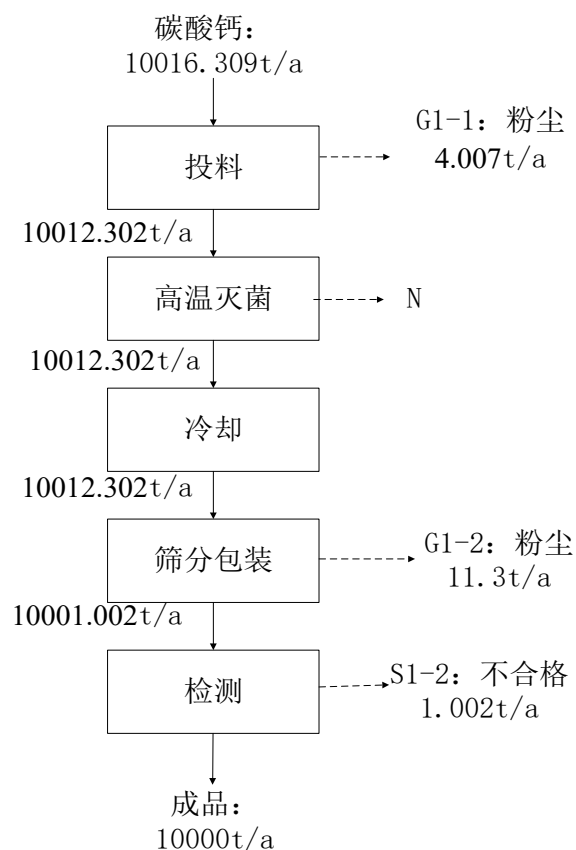 碳酸钙：
10016.309t/a
投料
G1-1：粉尘
4.007t/a
10012.302t/a
高温灭菌
N
10012.302t/a
冷却
10012.302t/a
筛分包装
G1-2：粉尘
11.3t/a
10001.002t/a
检测
S1-2：不合格
1.002t/a
成品：
10000t/a